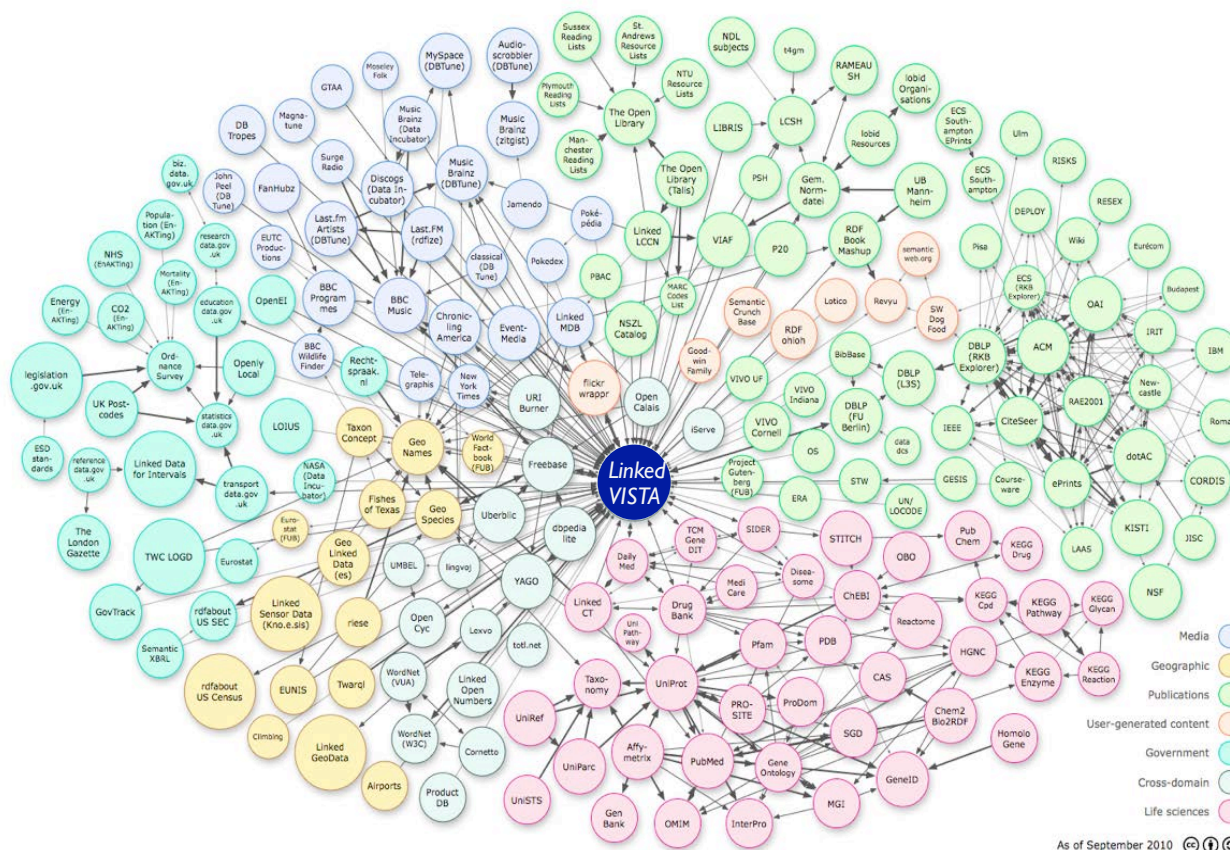 Sussex
Reading
Lists
St.
Andrews
Resource
Lists
NDL
subjects
t4gm
RAMEAU
SH
lobid
Organi-
sations
Audio-
scrobbler
(DBTune)
MySpace
(DBTune)
Moseley
Folk
GTAA
Magna-
tune
DB
Tropes
Plymouth
Reading
Lists
NTU
Resource
Lists
The Open
Library
LCSH
LIBRIS
lobid
Resources
ECS
South-
ampton
EPrints
Ulm
RISKS
Music
Brainz
(Data
Incubator)
Music
Brainz
(zitgist)
Man-
chester
Reading
Lists
biz.
data.
gov.uk
John
Peel
(DB
Tune)
FanHubz
Surge
Radio
Discogs
(Data In-
cubator)
Music
Brainz
(DBTune)
The Open
Library
(Talis)
PSH
Gem.
Norm-
datei
UB
Mann-
heim
ECS
South-
ampton
RESEX
DEPLOY
Popula-
tion (En-
AKTing)
research
data.gov
.uk
EUTC
Produc-
tions
Last.fm
Artists
(DBTune)
Last.FM
(rdfize)
Jamendo
Poké-
pédia
Linked
LCCN
VIAF
P20
RDF
Book
Mashup
semantic
web.org
Pisa
Wiki
Eurécom
NHS
(EnAKTing)
Mortality
(En-
AKTing)
classical
(DB
Tune)
Pokedex
PBAC
MARC
Codes
List
ECS
(RKB
Explorer)
Budapest
Energy
(En-
AKTing)
CO2
(En-
AKTing)
education
data.gov
.uk
OpenEI
BBC
Program
mes
BBC
Music
Chronic-
ling
America
Event-
Media
Linked
MDB
NSZL
Catalog
Semantic
Crunch
Base
RDF
ohloh
Lotico
Revyu
SW
Dog
Food
OAI
IRIT
IBM
legislation
.gov.uk
Ord-
nance
Survey
Openly
Local
BBC
Wildlife
Finder
Recht-
spraak.
nl
Tele-
graphis
New
York
Times
URI
Burner
flickr
wrappr
Open
Calais
Good-
win
Family
VIVO UF
BibBase
DBLP
(L3S)
DBLP
(RKB
Explorer)
ACM
New-
castle
UK Post-
codes
statistics
data.gov
.uk
LOIUS
Taxon
Concept
Geo
Names
World
Fact-
book
(FUB)
Freebase
iServe
VIVO
Cornell
VIVO
Indiana
DBLP
(FU
Berlin)
data
dcs
IEEE
CiteSeer
RAE2001
Roma
ESD
stan-
dards
reference
data.gov
.uk
Linked Data
for Intervals
transport
data.gov
.uk
NASA
(Data
Incu-
bator)
Fishes
of Texas
Geo
Species
Uberblic
Linked
VISTA
Project
Guten-
berg
(FUB)
OS
ERA
STW
GESIS
UN/
LOCODE
Course-
ware
ePrints
dotAC
CORDIS
The
London
Gazette
TWC LOGD
Eurostat
Euro-
stat
(FUB)
Geo
Linked
Data
(es)
UMBEL
lingvoj
YAGO
dbpedia
lite
LAAS
KISTI
JISC
NSF
GovTrack
rdfabout
US SEC
Semantic
XBRL
Linked
Sensor Data
(Kno.e.sis)
riese
Open
Cyc
Lexvo
totl.net
Daily
Med
TCM
Gene
DIT
SIDER
STITCH
OBO
Pub
Chem
KEGG
Drug
Linked
CT
Medi
Care
Disea-
some
Drug
Bank
ChEBI
KEGG
Cpd
KEGG
Pathway
KEGG
Glycan
Uni
Path-
way
Pfam
PDB
Reactome
HGNC
KEGG
Enzyme
KEGG
Reaction
rdfabout
US Census
EUNIS
Twarql
WordNet
(VUA)
Linked
Open
Numbers
Taxo-
nomy
UniProt
PRO-
SITE
ProDom
CAS
Chem2
Bio2RDF
Homolo
Gene
Climbing
Linked
GeoData
WordNet
(W3C)
Cornetto
Airports
Product
DB
UniRef
UniParc
UniSTS
Affy-
metrix
PubMed
Gene
Ontology
SGD
GeneID
Gen
Bank
OMIM
InterPro
MGI
Media
Geographic
Publications
User-generated content
Government
Cross-domain
Life sciences
As of September 2010